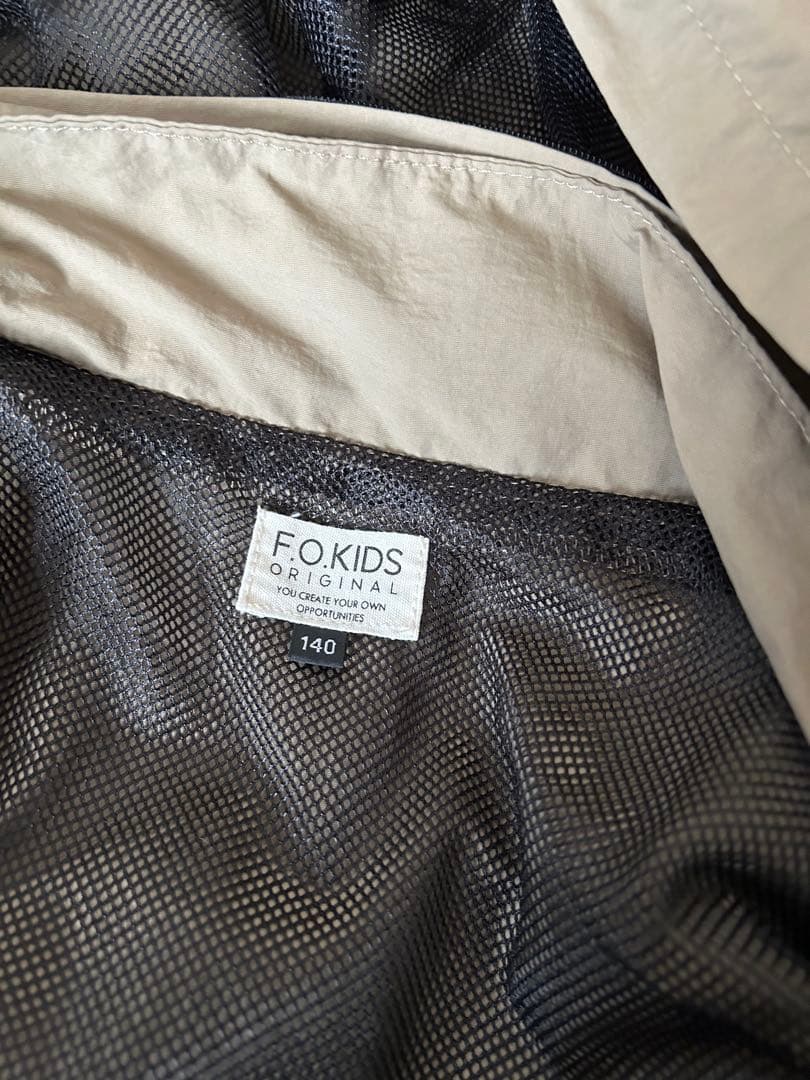 F.O.KIDS
ORIGINAL
YOU CREATE YOUR OWN
OPPORTUNITIES
140